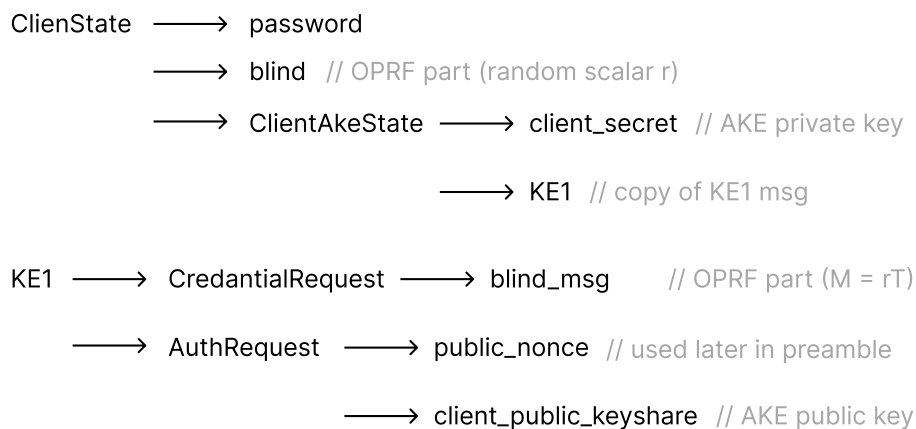 ClienState password
blind // OPRF part (random scalar r)
ClientAkeState client_secret // AKE private key
KE1 // copy of KE1 msg
KE1 CredantialRequest blind_msg // OPRF part (M = rT)
AuthRequest public_nonce // used later in preamble
client_public_keyshare // AKE public key